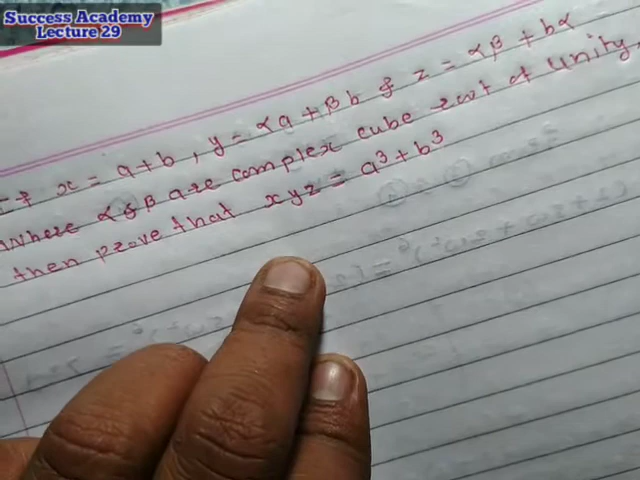 Success Academy
Lecture 29
If x = a+b, y = αa + βb & z = αβ + bα
Where α & β are complex cube root of unity.
then prove that xyz = a³ + b³